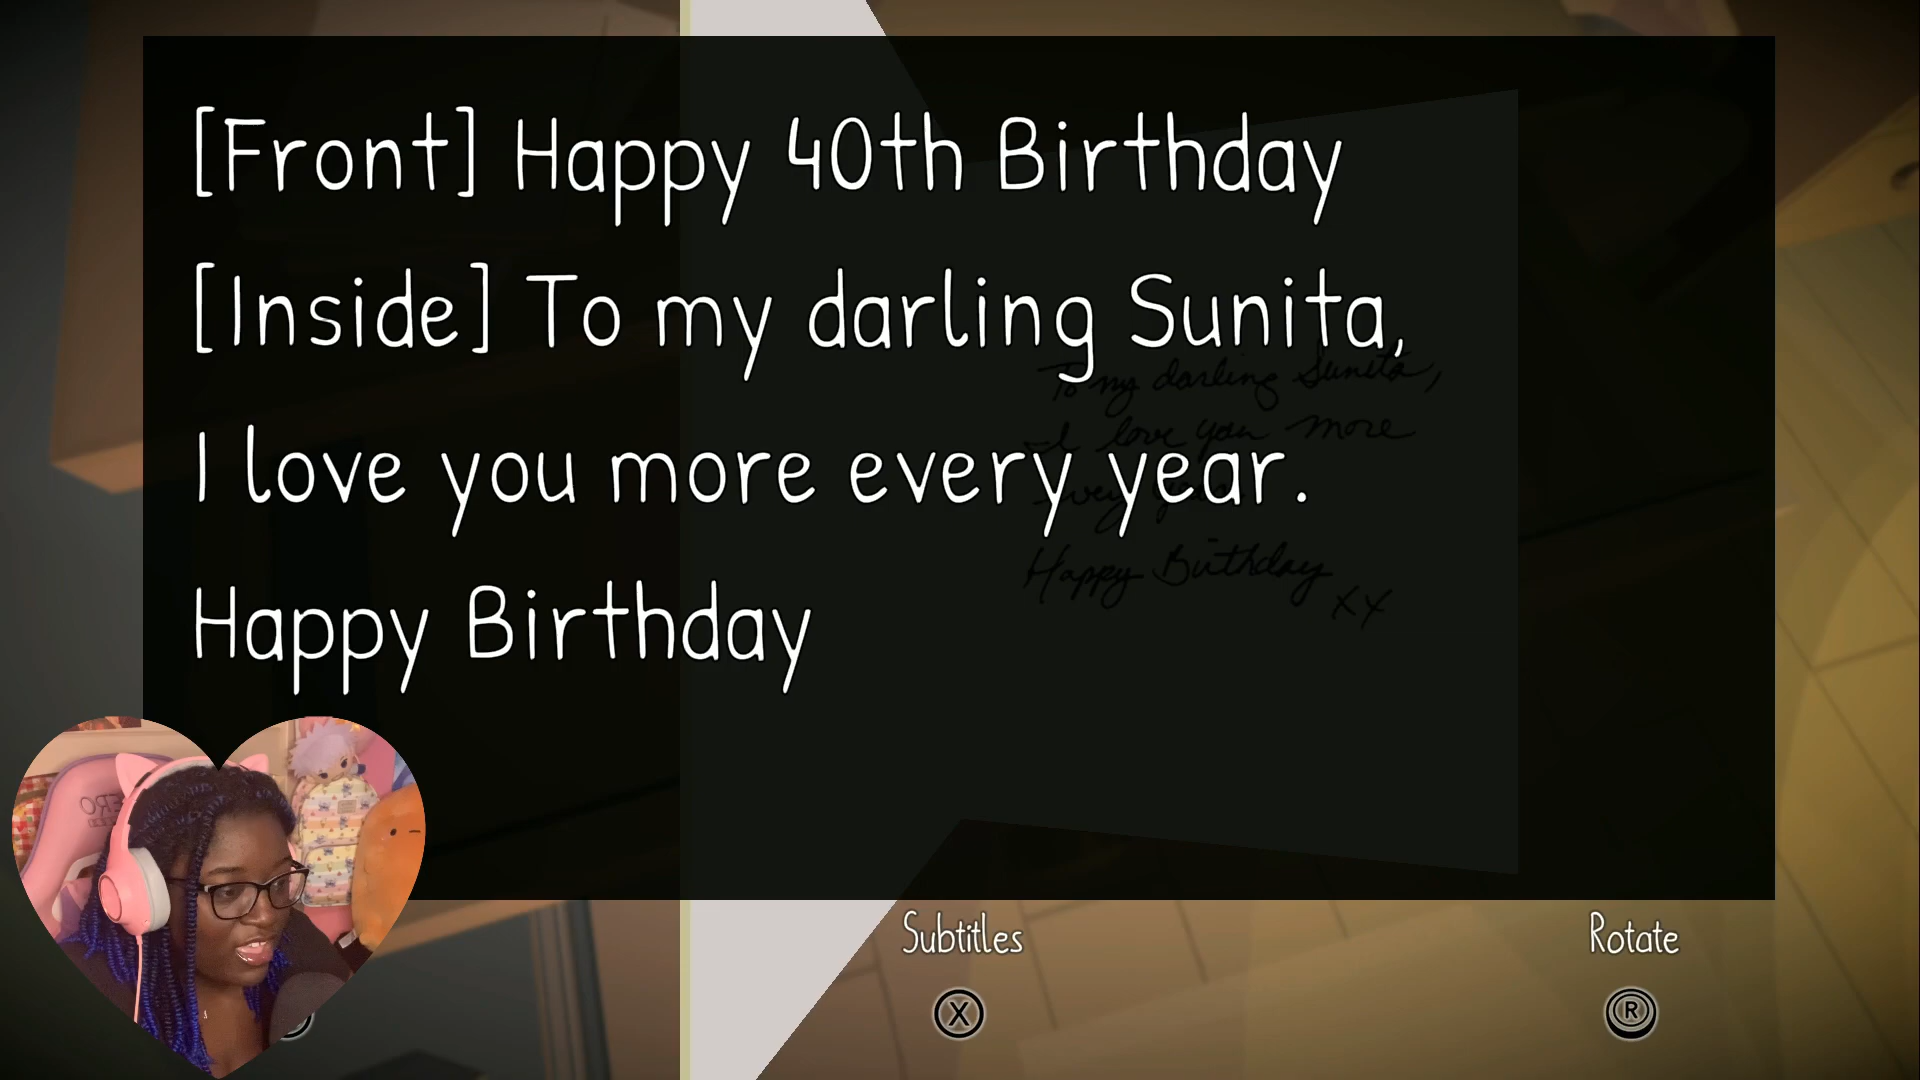 [Front] Happy 40th Birthday
[Inside] To my darling Sunita,
I love you more every year.
Happy Birthday
To my darling Sunita,
I love you more
every year
Happy Birthday
XX
Subtitles
Rotate
X
R